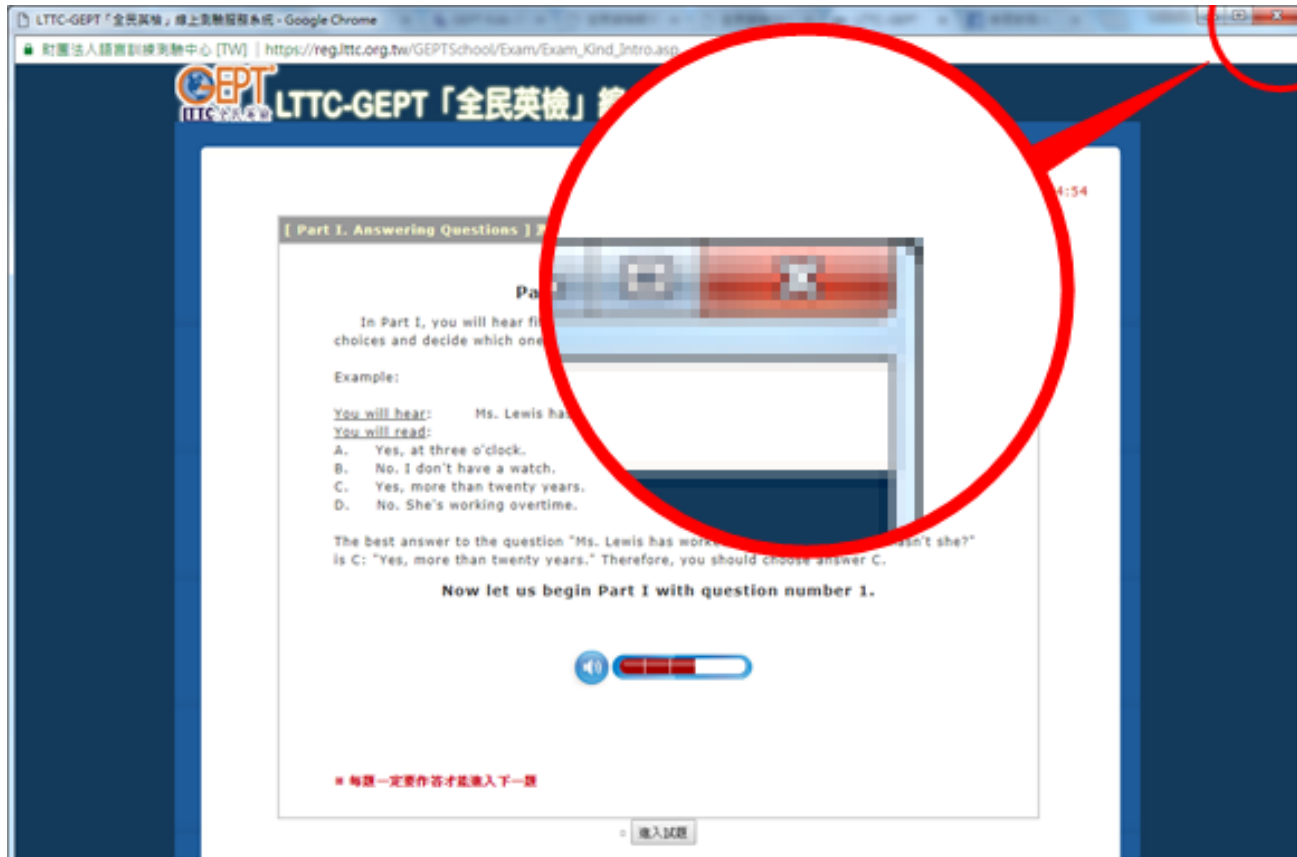 LTTC-GEPT「全民英檢」線上測驗服務系統 - Google Chrome
財團法人語言訓練測驗中心 [TW] | https://reg.lttc.org.tw/GEPTSchool/Exam/Exam_Kind_Intro.asp
GEPT
LTTC LTTC-GEPT「全民英檢」
4:54
[ Part I. Answering Questions ]
In Part I, you will hear
choices and decide which one
Example:
You will hear: Ms. Lewis has
You will read:
A. Yes, at three o'clock.
B. No. I don't have a watch.
C. Yes, more than twenty years.
D. No. She's working overtime.
The best answer to the question "Ms. Lewis has she?"
is C: "Yes, more than twenty years." Therefore, you should choose answer C.
Now let us begin Part I with question number 1.
※ 每題一定要作答才能進入下一題
進入試題